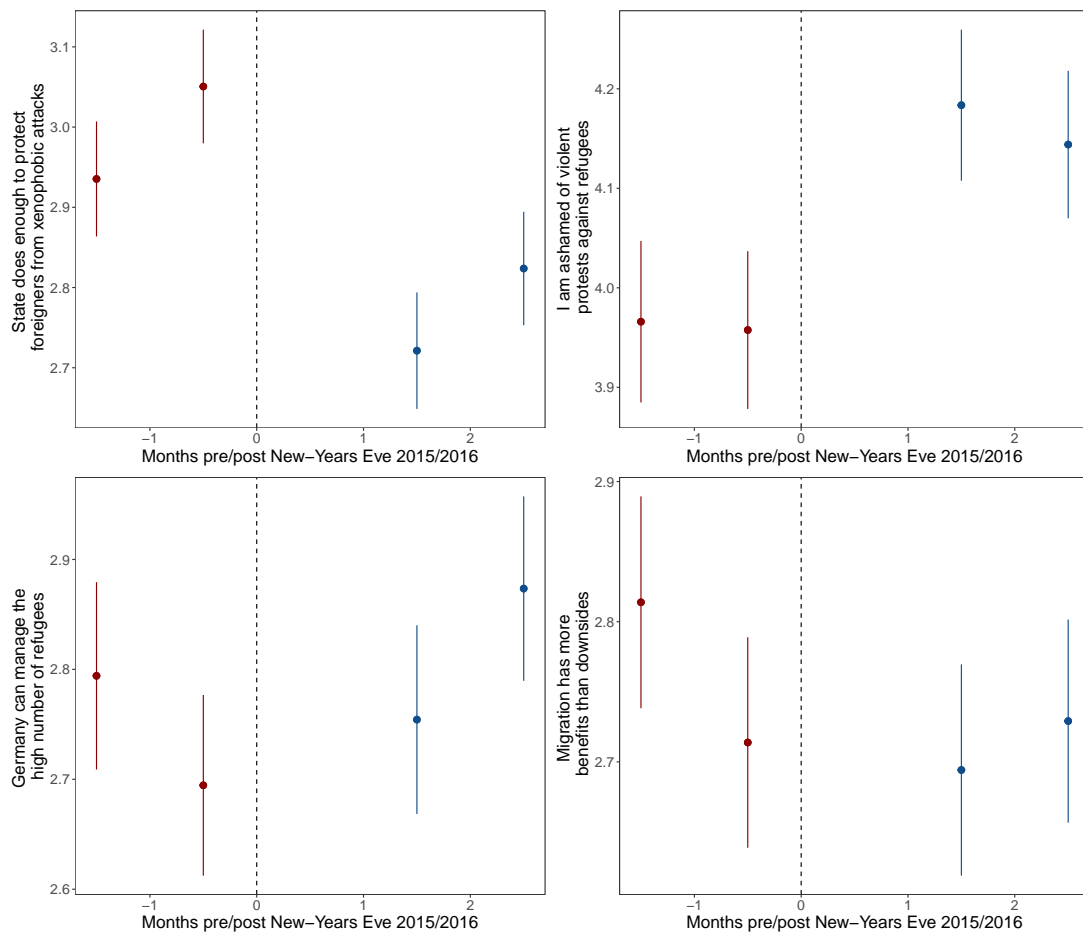 State does enough to protect
foreigners from xenophobic attacks
3.1
3.0
2.9
2.8
2.7
−1
0
1
2
Months pre/post New−Years Eve 2015/2016
I am ashamed of violent
protests against refugees
4.2
4.1
4.0
3.9
−1
0
1
2
Months pre/post New−Years Eve 2015/2016
Germany can manage the
high number of refugees
2.9
2.8
2.7
2.6
−1
0
1
2
Months pre/post New−Years Eve 2015/2016
Migration has more
benefits than downsides
2.9
2.8
2.7
−1
0
1
2
Months pre/post New−Years Eve 2015/2016